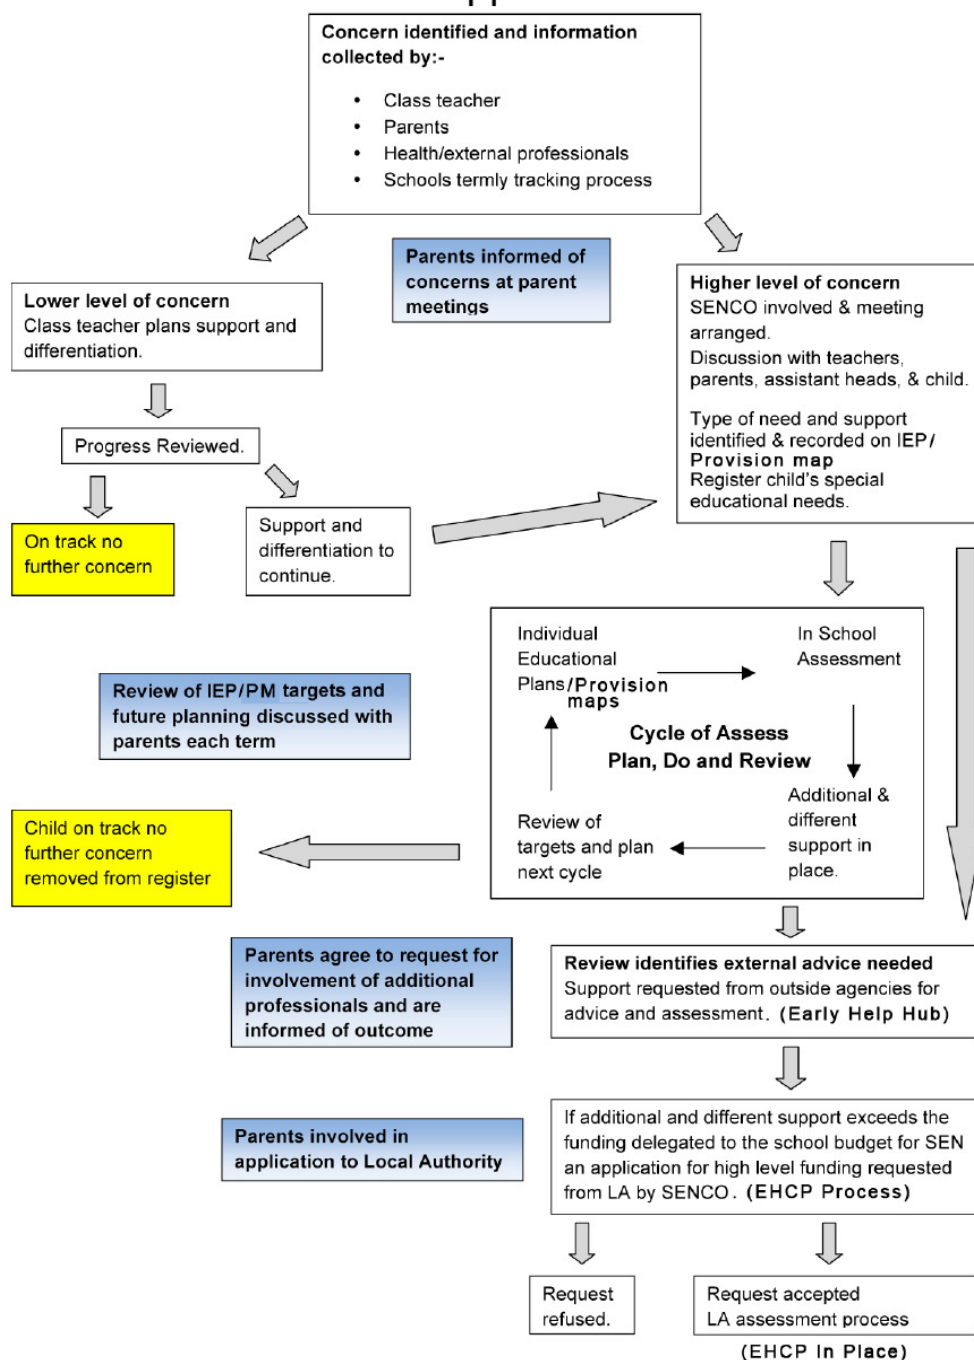 Concern identified and information
collected by:-
• Class teacher
• Parents
• Health/external professionals
• Schools termly tracking process
Parents informed of
concerns at parent
meetings
Lower level of concern
Class teacher plans support and
differentiation.
Higher level of concern
SENCO involved & meeting
arranged.
Discussion with teachers,
parents, assistant heads, & child.
Type of need and support
identified & recorded on IEP/
Provision map
Register child's special
educational needs.
Progress Reviewed.
On track no
further concern
Support and
differentiation to
continue.
Individual
Educational
Plans/Provision
maps
In School
Assessment
Cycle of Assess
Plan, Do and Review
Additional &
different
support in
place.
Review of
targets and plan
next cycle
Review of IEP/PM targets and
future planning discussed with
parents each term
Child on track no
further concern
removed from register
Parents agree to request for
involvement of additional
professionals and are
informed of outcome
Review identifies external advice needed
Support requested from outside agencies for
advice and assessment. (Early Help Hub)
Parents involved in
application to Local Authority
If additional and different support exceeds the
funding delegated to the school budget for SEN
an application for high level funding requested
from LA by SENCO. (EHCP Process)
Request
refused.
Request accepted
LA assessment process
(EHCP In Place)